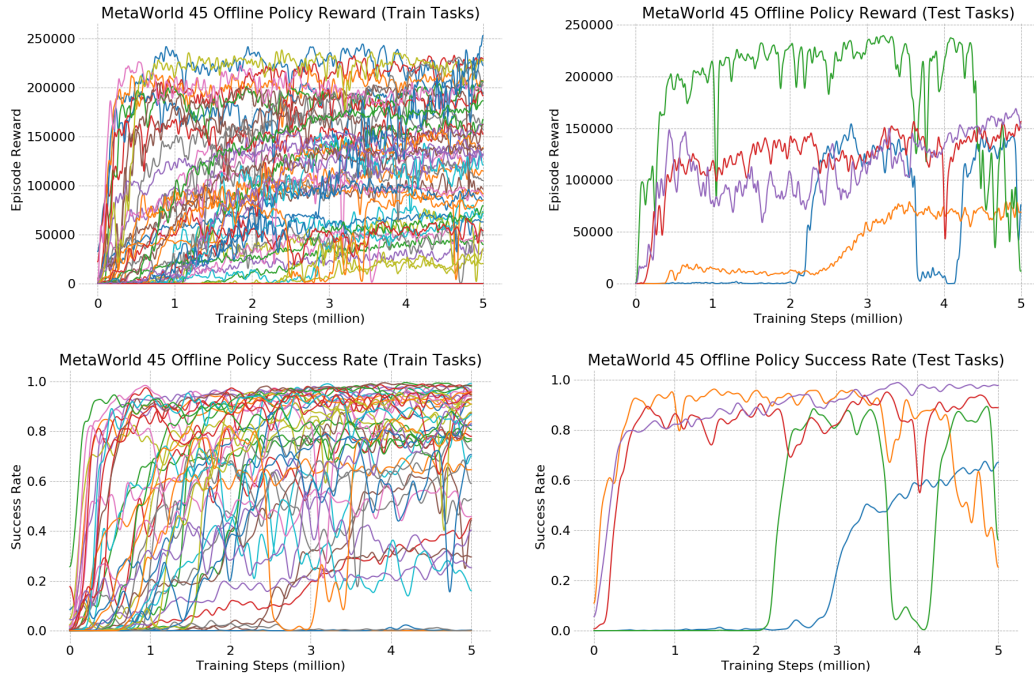 MetaWorld 45 Offline Policy Reward (Train Tasks)
250000
200000
150000
100000
50000
0
Episode Reward
0 1 2 3 4 5
Training Steps (million)
MetaWorld 45 Offline Policy Reward (Test Tasks)
250000
200000
150000
100000
50000
0
Episode Reward
0 1 2 3 4 5
Training Steps (million)
MetaWorld 45 Offline Policy Success Rate (Train Tasks)
1.0
0.8
0.6
0.4
0.2
0.0
Success Rate
0 1 2 3 4 5
Training Steps (million)
MetaWorld 45 Offline Policy Success Rate (Test Tasks)
1.0
0.8
0.6
0.4
0.2
0.0
Success Rate
0 1 2 3 4 5
Training Steps (million)